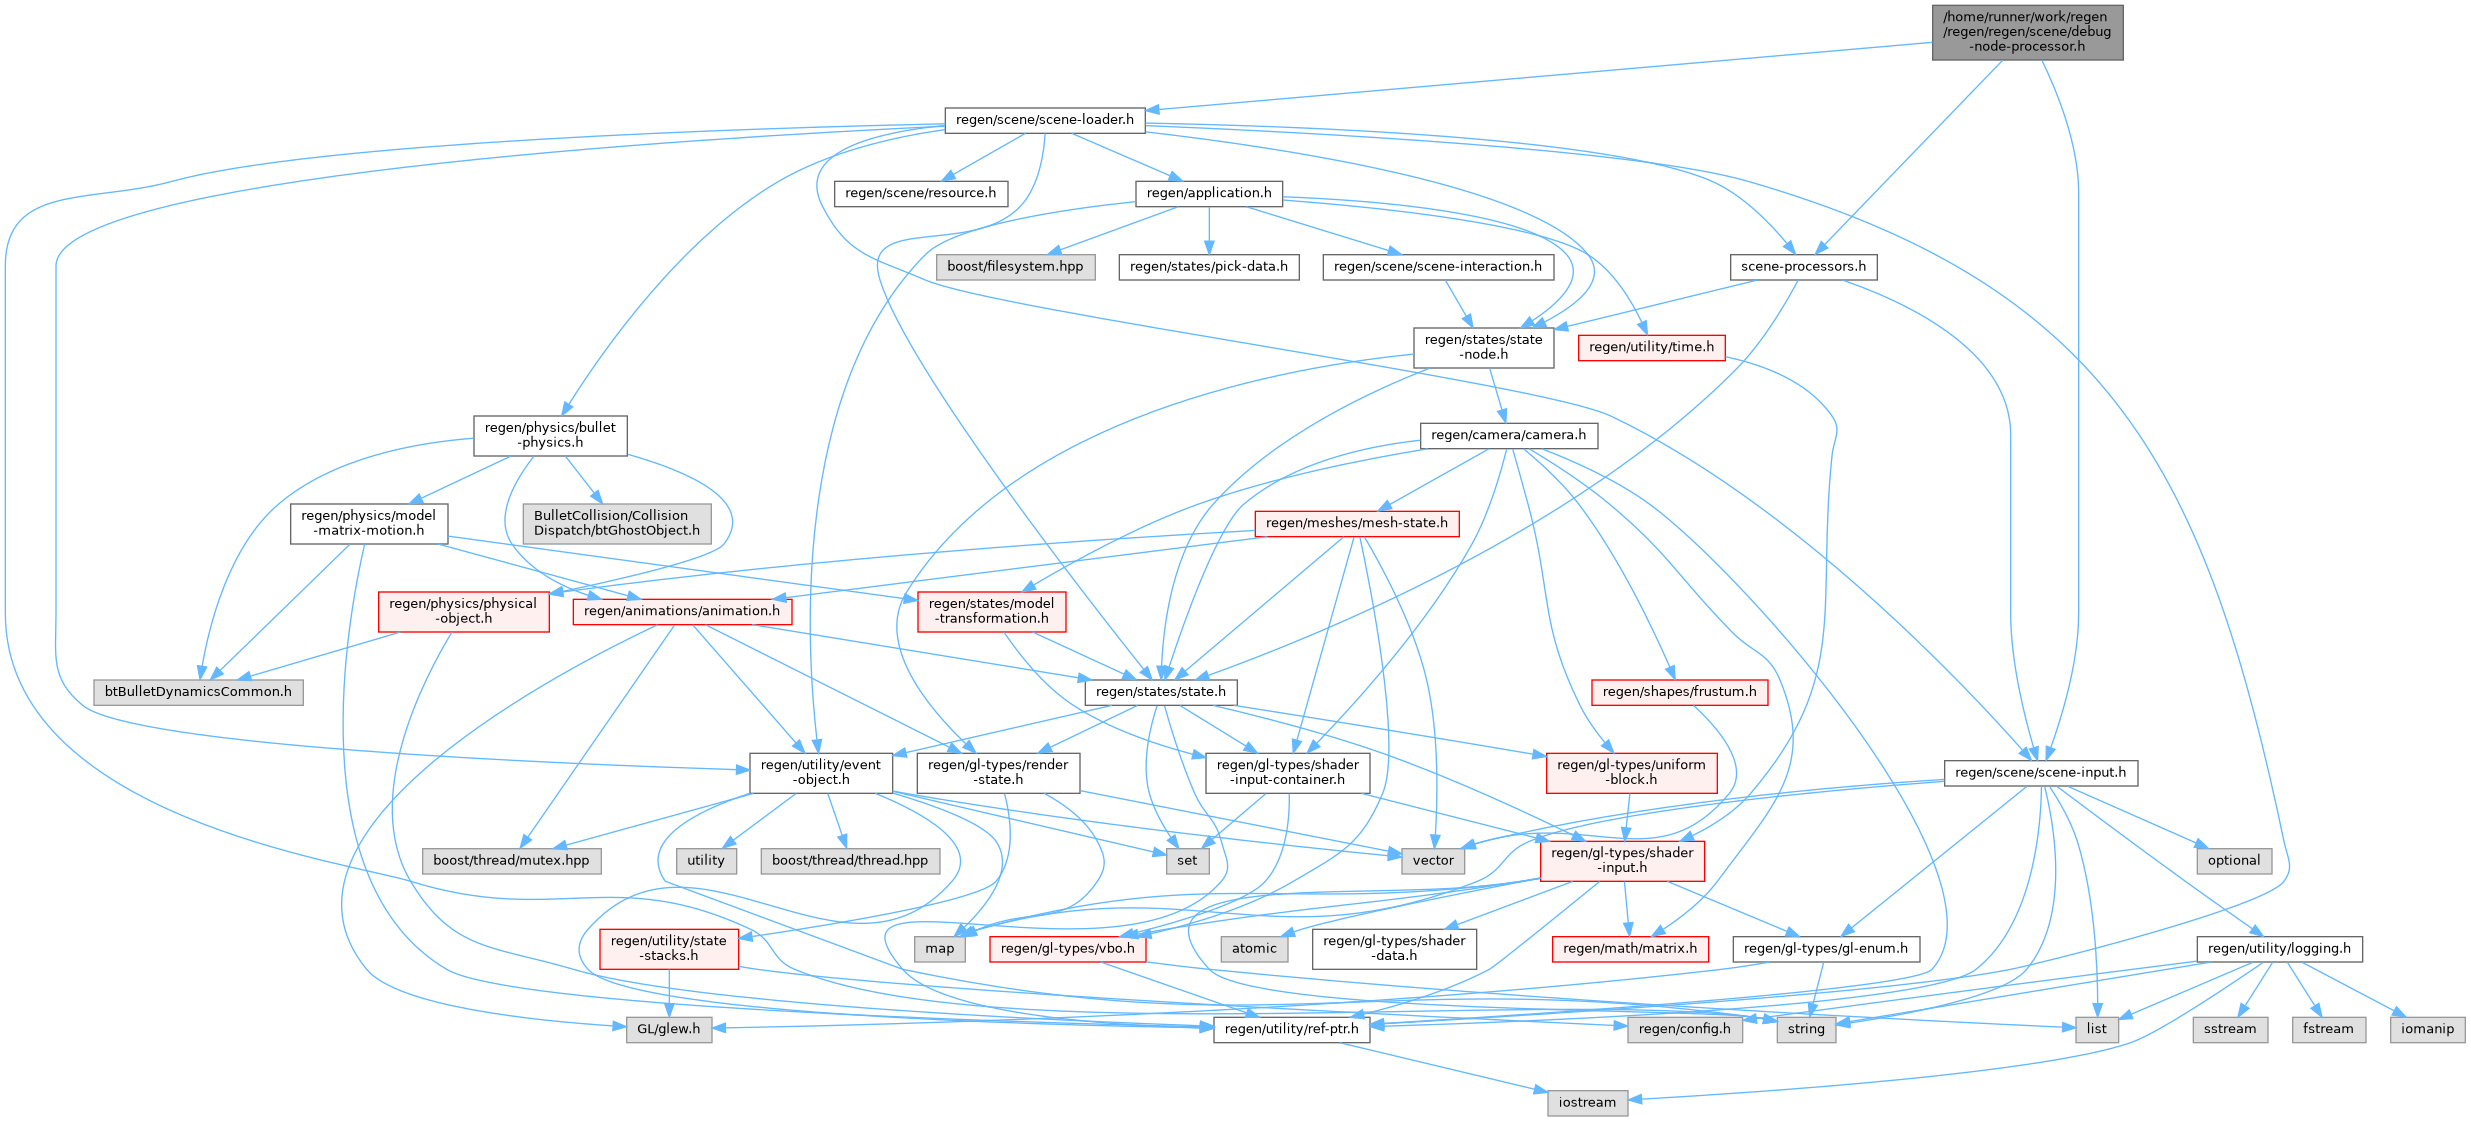 /home/runner/work/regen
/regen/regen/scene/debug
-node-processor.h
regen/scene/scene-loader.h
regen/scene/resource.h
regen/application.h
boost/filesystem.hpp
regen/states/pick-data.h
regen/scene/scene-interaction.h
scene-processors.h
regen/states/state
-node.h
regen/utility/time.h
regen/physics/bullet
-physics.h
regen/camera/camera.h
regen/physics/model
-matrix-motion.h
BulletCollision/Collision
Dispatch/btGhostObject.h
regen/meshes/mesh-state.h
regen/physics/physical
-object.h
regen/animations/animation.h
regen/states/model
-transformation.h
btBulletDynamicsCommon.h
regen/states/state.h
regen/shapes/frustum.h
regen/utility/event
-object.h
regen/gl-types/render
-state.h
regen/gl-types/shader
-input-container.h
regen/gl-types/uniform
-block.h
regen/scene/scene-input.h
boost/thread/mutex.hpp
utility
boost/thread/thread.hpp
set
vector
regen/gl-types/shader
-input.h
optional
regen/utility/state
-stacks.h
map
regen/gl-types/vbo.h
atomic
regen/gl-types/shader
-data.h
regen/math/matrix.h
regen/gl-types/gl-enum.h
regen/utility/logging.h
GL/glew.h
regen/utility/ref-ptr.h
regen/config.h
string
list
sstream
fstream
iomanip
iostream